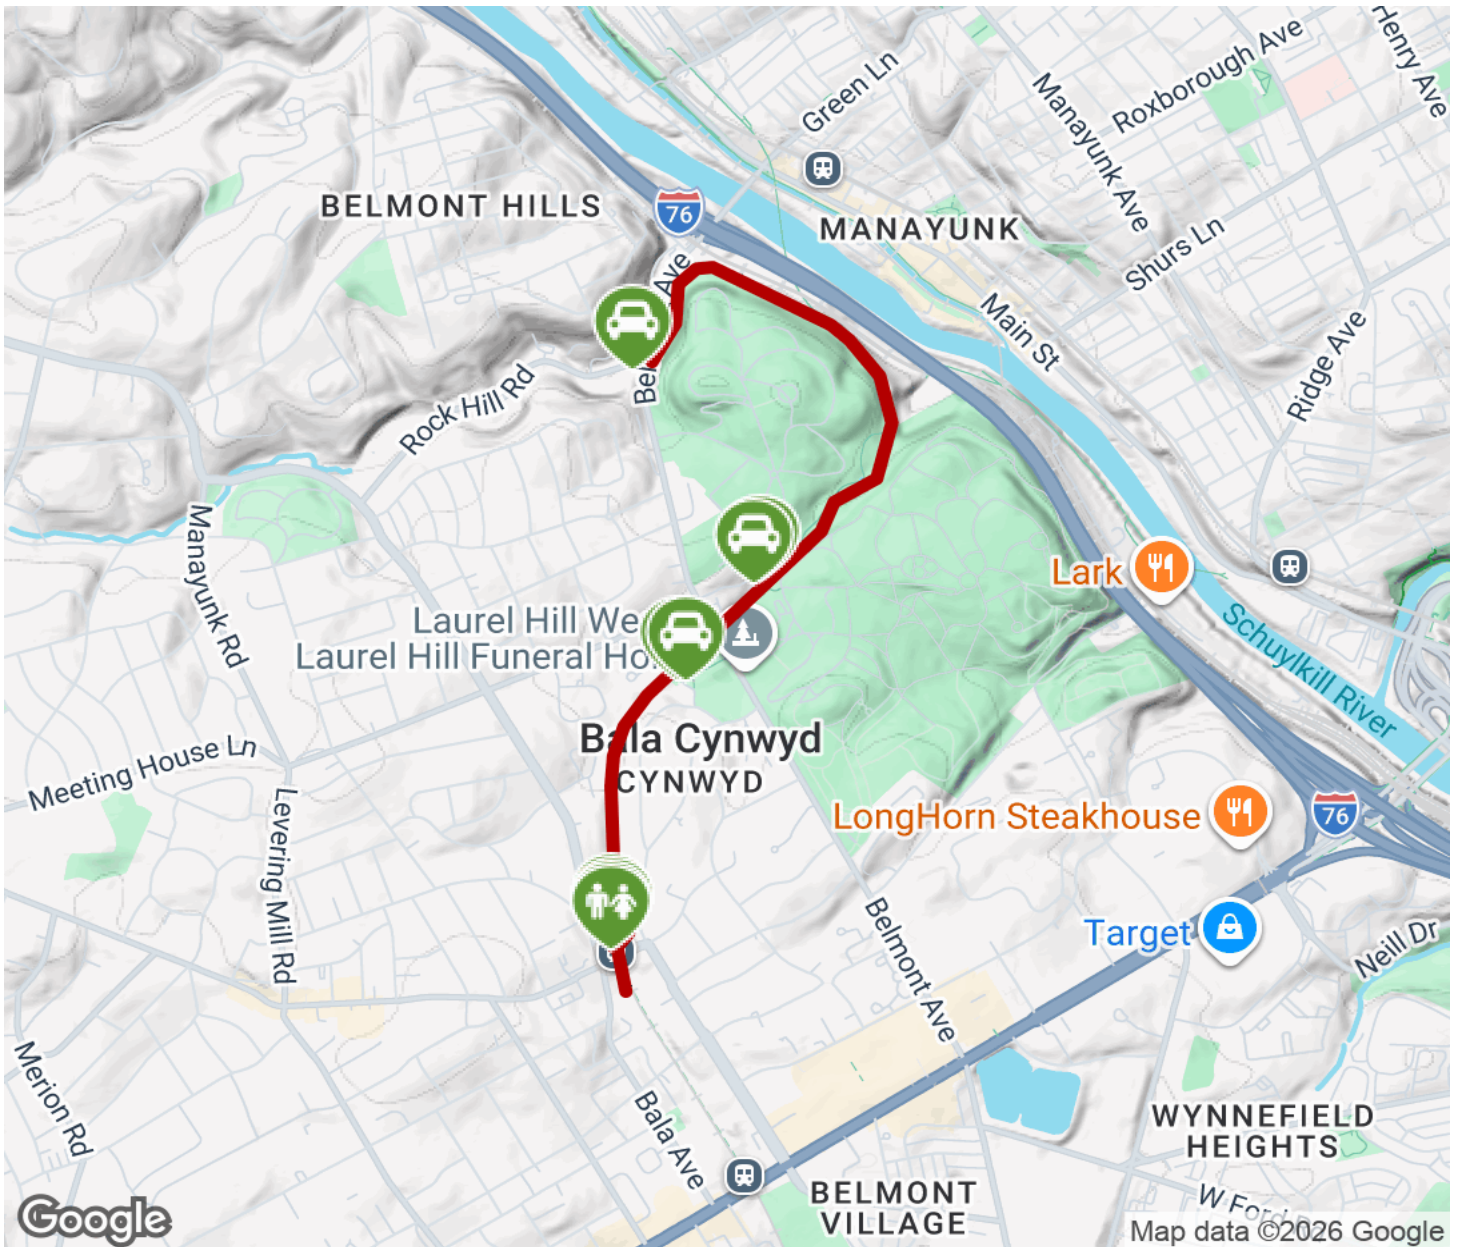 Green Ln
Roxborough Ave
Henry Ave
Manayunk Ave
BELMONT HILLS
76
MANAYUNK
Shurs Ln
Ave
Main St
Ridge Ave
Rock Hill Rd
Manayunk Rd
Lark
Schuylkill River
Laurel Hill We
Laurel Hill Funeral Ho
Bala Cynwyd
CYNWYD
Meeting House Ln
Levering Mill Rd
LongHorn Steakhouse
76
Target
Belmont Ave
Neill Dr
Merion Rd
Bala Ave
WYNNEFIELD
HEIGHTS
BELMONT
VILLAGE
W Ford
Google
Map data ©2026 Google